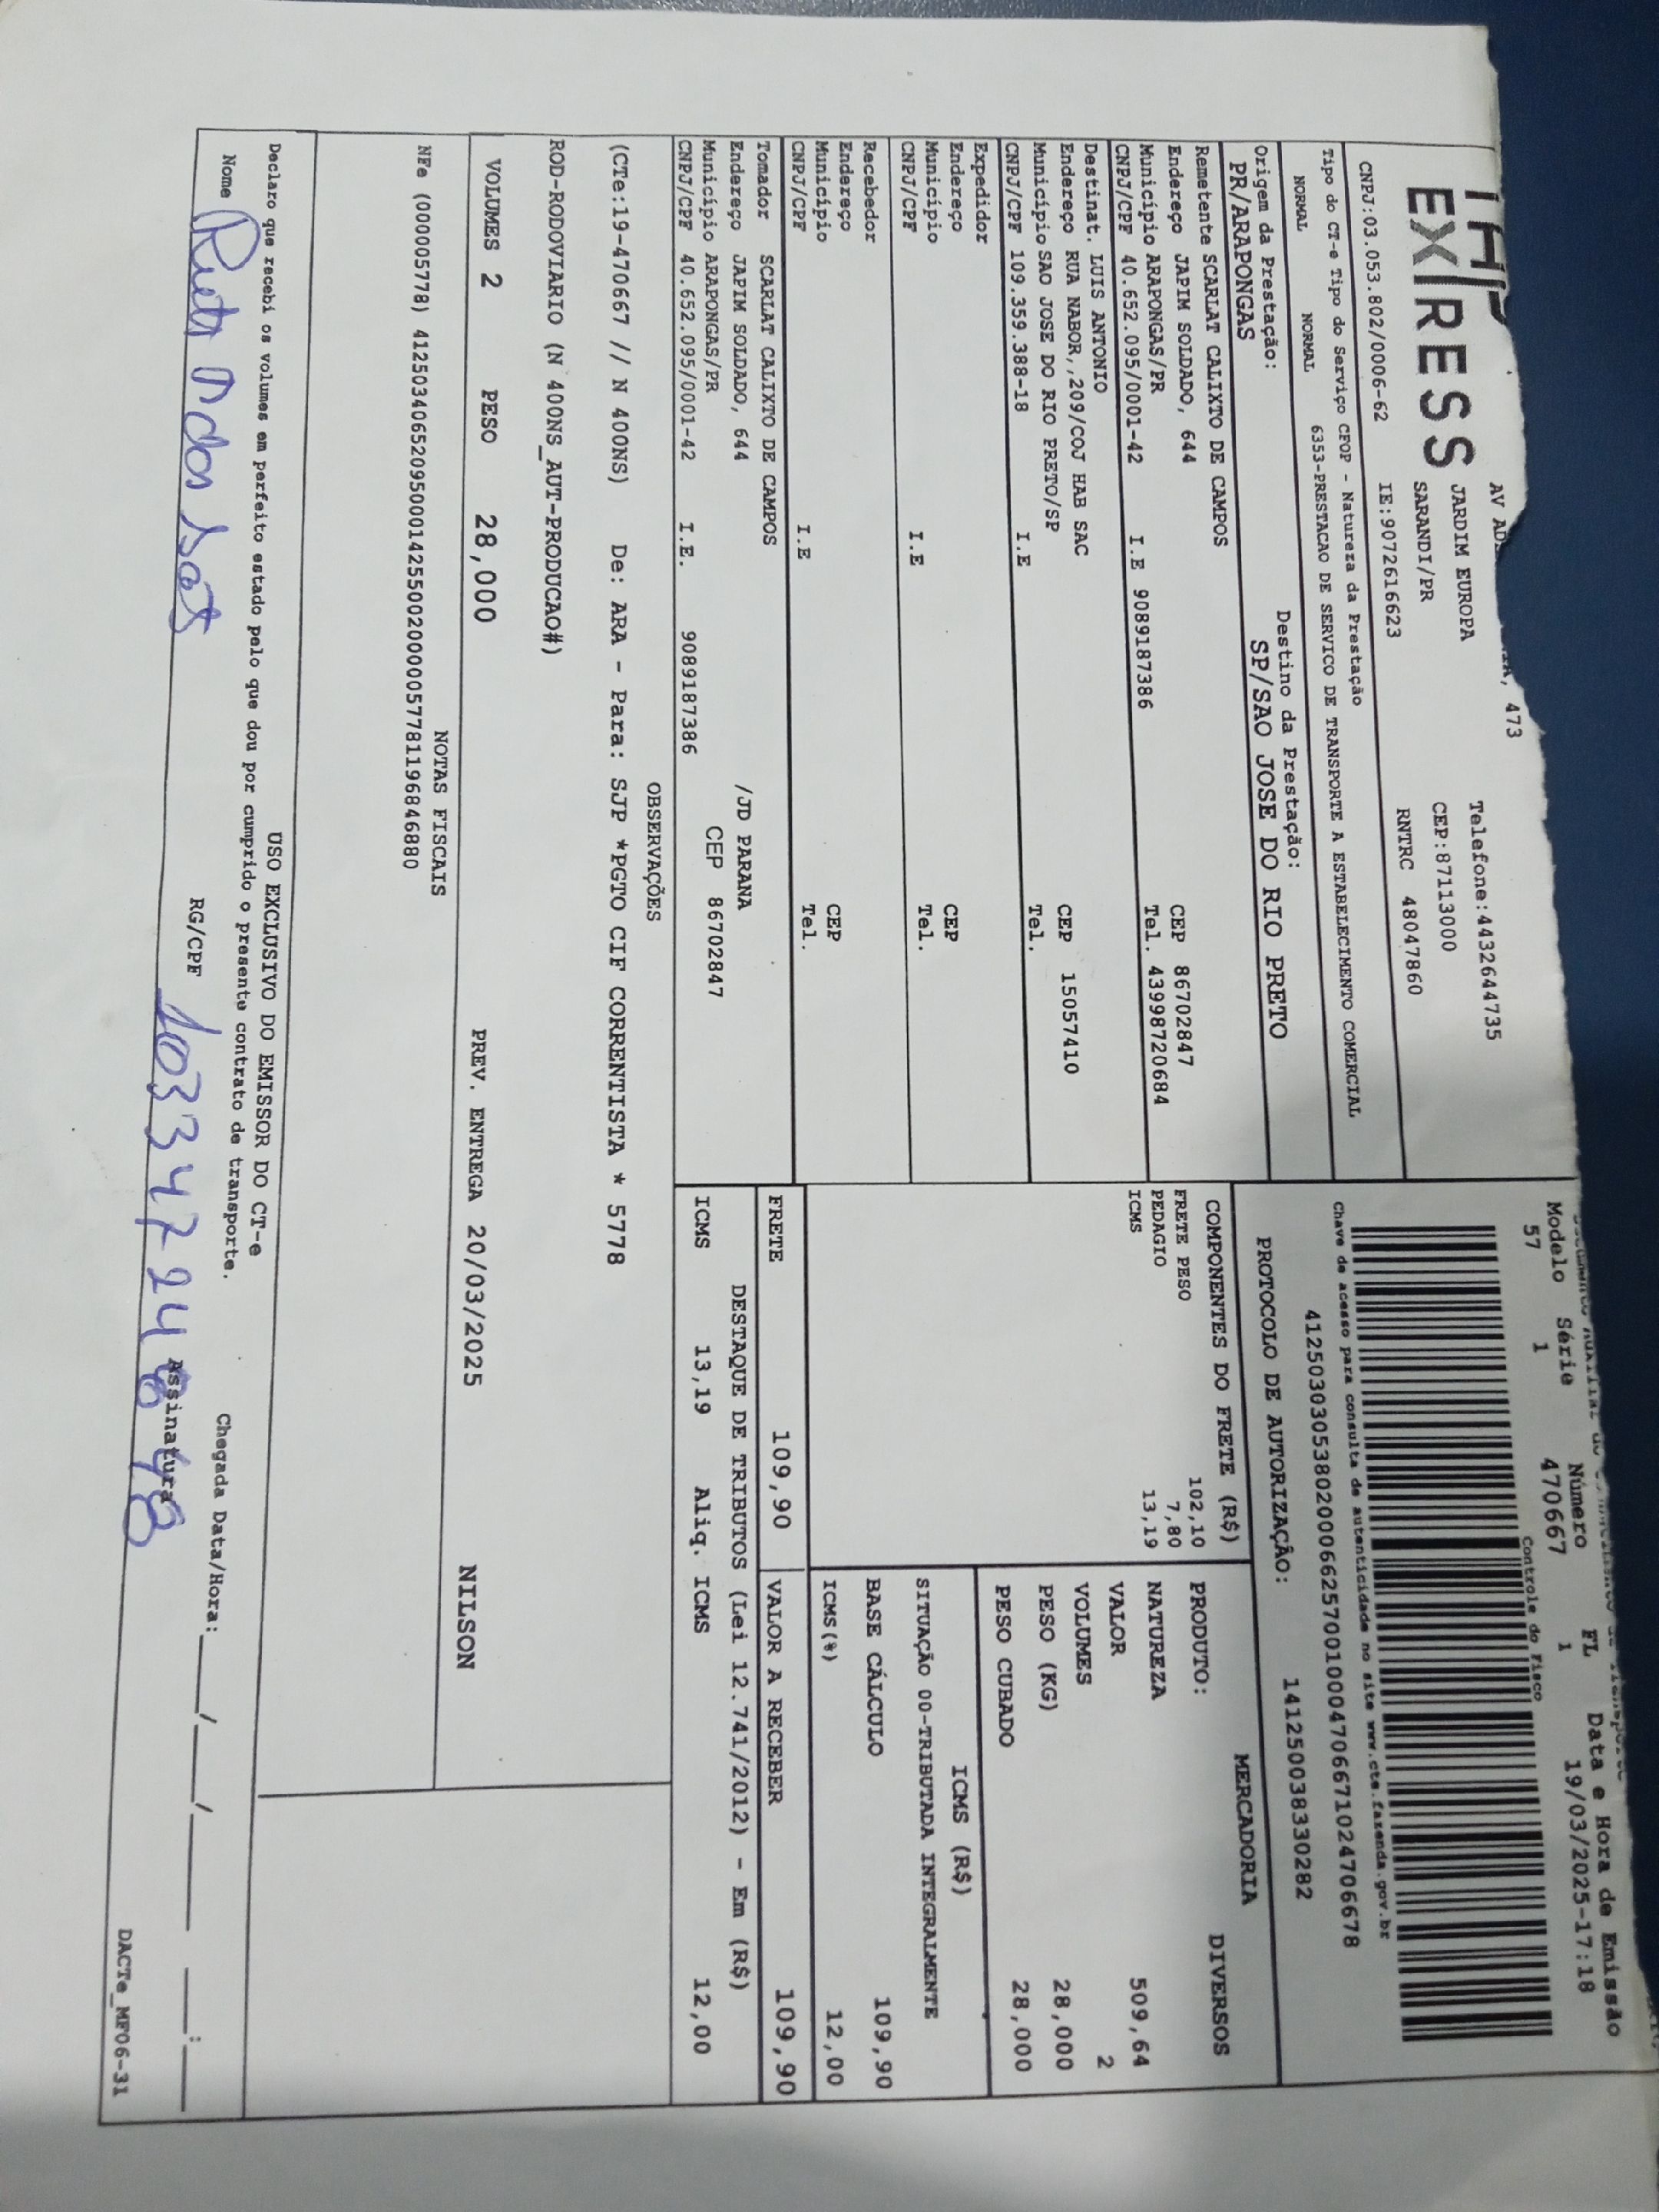 EXPRESS
473
JARDIM EUROPA
SARANDI/PR
Telefone:4432644735
CEP:87113000
CNPJ:03.053.802/0006-62 IE:9072616623 RNTRC 48047860
Tipo do CT-e Tipo do Serviço CFOP - Natureza da Prestação
NORMAL NORMAL 6353-PRESTACAO DE SERVICO DE TRANSPORTE A ESTABELECIMENTO COMERCIAL
Origem da Prestação: Destino da Prestação:
PR/ARAPONGAS SP/SAO JOSE DO RIO PRETO
Modelo Série Número FL Data e Hora de Emissão
57 1 470667 1 19/03/2025-17:18
Controle do Fisco
Chave de acesso para consulta de autenticidade no site www.cte.fazenda.gov.br
41250303053802000662570010004706671024706678
PROTOCOLO DE AUTORIZAÇÃO: 141250038330282
Remetente SCARLAT CALIXTO DE CAMPOS
Endereço JAPIM SOLDADO, 644 CEP 86702847
Município ARAPONGAS/PR Tel. 43998720684
CNPJ/CPF 40.652.095/0001-42 I.E 9089187386
Destinat. LUIS ANTONIO
Endereço RUA NABOR,,209/COJ HAB SAC CEP 15057410
Município SAO JOSE DO RIO PRETO/SP Tel.
CNPJ/CPF 109.359.388-18 I.E
Expedidor
Endereço CEP
Município Tel.
CNPJ/CPF I.E
Recebedor
Endereço CEP
Município Tel.
CNPJ/CPF I.E
Tomador SCARLAT CALIXTO DE CAMPOS
Endereço JAPIM SOLDADO, 644 /JD PARANA
Município ARAPONGAS/PR CEP 86702847
CNPJ/CPF 40.652.095/0001-42 I.E. 9089187386
COMPONENTES DO FRETE (R$)
FRETE PESO 102,10
PEDAGIO 7,80
ICMS 13,19
MERCADORIA
PRODUTO: DIVERSOS
NATUREZA
VALOR 509,64
VOLUMES 2
PESO (KG) 28,000
PESO CUBADO 28,000
ICMS (R$)
SITUAÇÃO 00-TRIBUTADA INTEGRALMENTE
BASE CÁLCULO 109,90
ICMS(%) 12,00
FRETE 109,90 VALOR A RECEBER 109,90
DESTAQUE DE TRIBUTOS (Lei 12.741/2012) - Em (R$)
ICMS 13,19 Aliq. ICMS 12,00
OBSERVAÇÕES
(CTe:19-470667 // N 400NS) De: ARA - Para: SJP *PGTO CIF CORRENTISTA * 5778
ROD-RODOVIARIO (N 400NS_AUT-PRODUCAO#)
VOLUMES 2 PESO 28,000 PREV. ENTREGA 20/03/2025 NILSON
NOTAS FISCAIS
NFe (000005778) 41250340652095000142550020000057781196846880
USO EXCLUSIVO DO EMISSOR DO CT-e
Declaro que recebi os volumes em perfeito estado pelo que dou por cumprido o presente contrato de transporte.
Chegada Data/Hora:____/____/____ ___:___
Nome RG/CPF Assinatura
DACTe_MF06-31